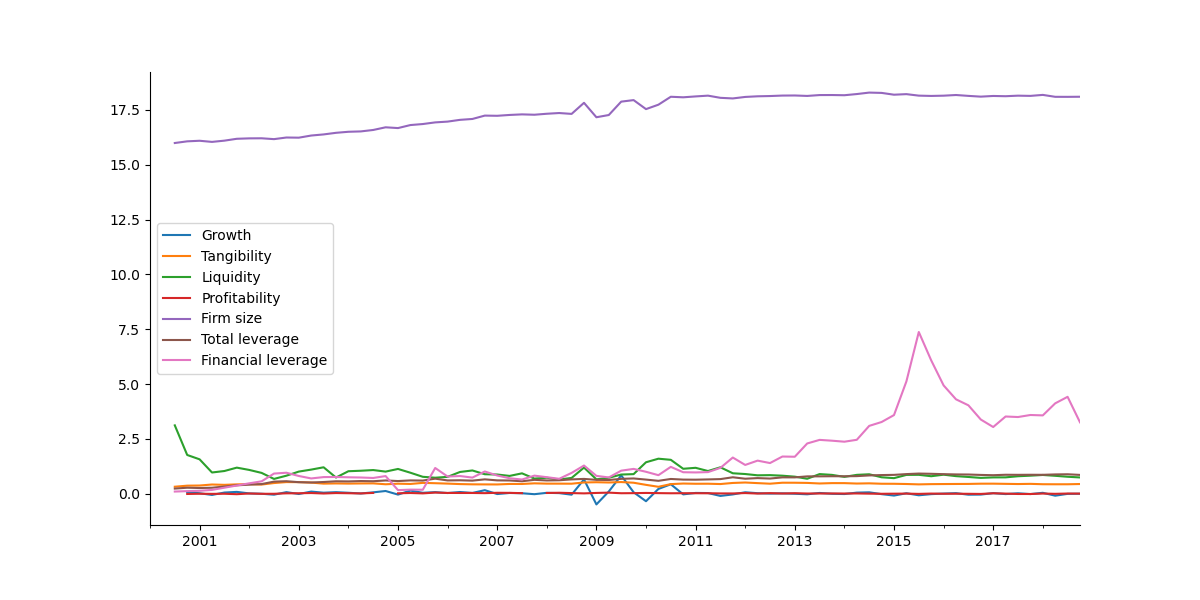 17.5
15.0
12.5
10.0
7.5
5.0
2.5
0.0
Growth
Tangibility
Liquidity
Profitability
Firm size
Total leverage
Financial leverage
2001 2003 2005 2007 2009 2011 2013 2015 2017